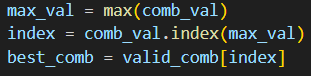 max_val = max(comb_val)
index = comb_val.index(max_val)
best_comb = valid_comb[index]